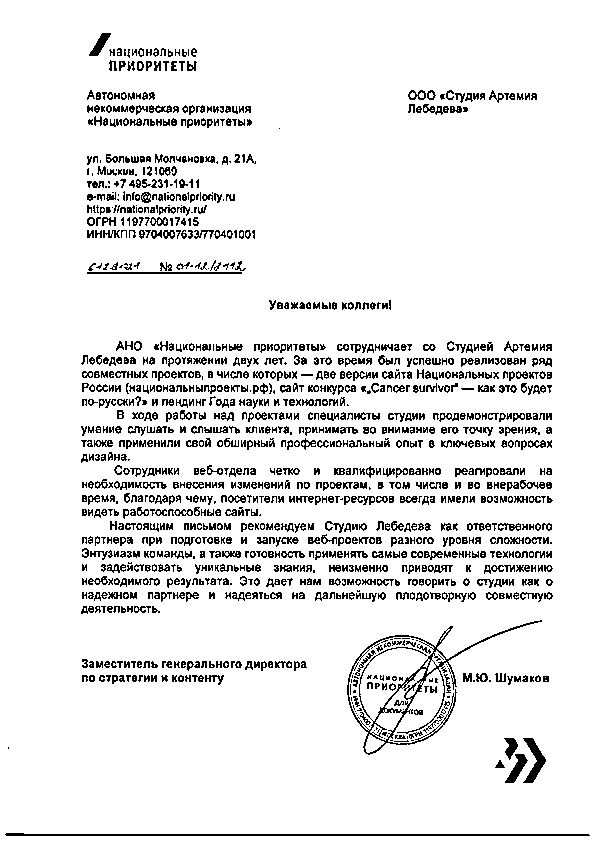 национальные
ПРИОРИТЕТЫ
Автономная
некоммерческая организация
«Национальные приоритеты»
ООО «Студия Артемия
Лебедева»
ул. Большая Молчановка, д. 21А,
г. Москва, 121069
тел.: +7 495-231-19-11
e-mail: info@nationalpriority.ru
https://nationalpriority.ru/
ОГРН 1197700017415
ИНН/КПП 9704007633/770401001
№ 01-12/
Уважаемые коллеги!
АНО «Национальные приоритеты» сотрудничает со Студией Артемия
Лебедева на протяжении двух лет. За это время был успешно реализован ряд
совместных проектов, в числе которых — две версии сайта Национальных проектов
России (национальныпроекты.рф), сайт конкурса «„Cancer survivor“ — как это будет
по-русски?» и лендинг Года науки и технологий.
В ходе работы над проектами специалисты студии продемонстрировали
умение слушать и слышать клиента, принимать во внимание его точку зрения, а
также применили свой обширный профессиональный опыт в ключевых вопросах
дизайна.
Сотрудники веб-отдела четко и квалифицированно реагировали на
необходимость внесения изменений по проектам, в том числе и во внерабочее
время, благодаря чему, посетители интернет-ресурсов всегда имели возможность
видеть работоспособные сайты.
Настоящим письмом рекомендуем Студию Лебедева как ответственного
партнера при подготовке и запуске веб-проектов разного уровня сложности.
Энтузиазм команды, а также готовность применять самые современные технологии
и задействовать уникальные знания, неизменно приводят к достижению
необходимого результата. Это дает нам возможность говорить о студии как о
надежном партнере и надеяться на дальнейшую плодотворную совместную
деятельность.
Заместитель генерального директора
по стратегии и контенту
НАЦИОНАЛЬНЫЕ
ПРИОРИТЕТЫ
ДЛЯ
ДОКУМЕНТОВ
М.Ю. Шумаков